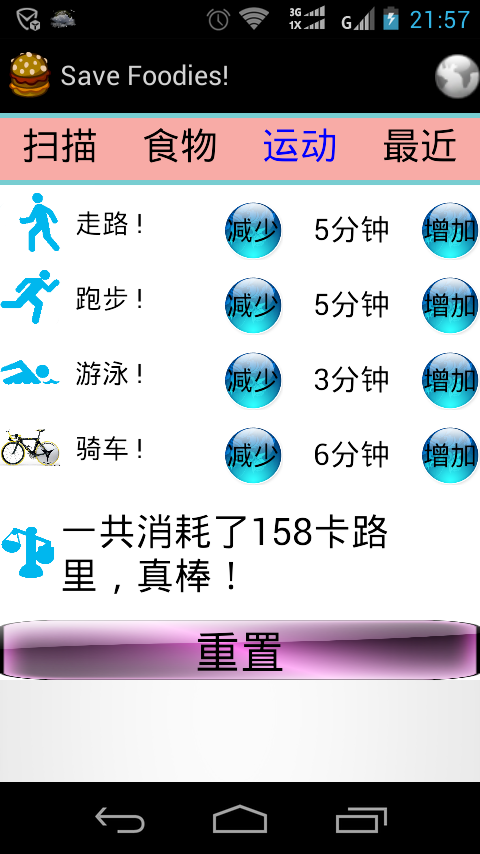 3G
1X
G
21:57
Save Foodies!
扫描 食物 运动 最近
走路！ 减少 5分钟 增加
跑步！ 减少 5分钟 增加
游泳！ 减少 3分钟 增加
骑车！ 减少 6分钟 增加
一共消耗了158卡路
里，真棒！
重置